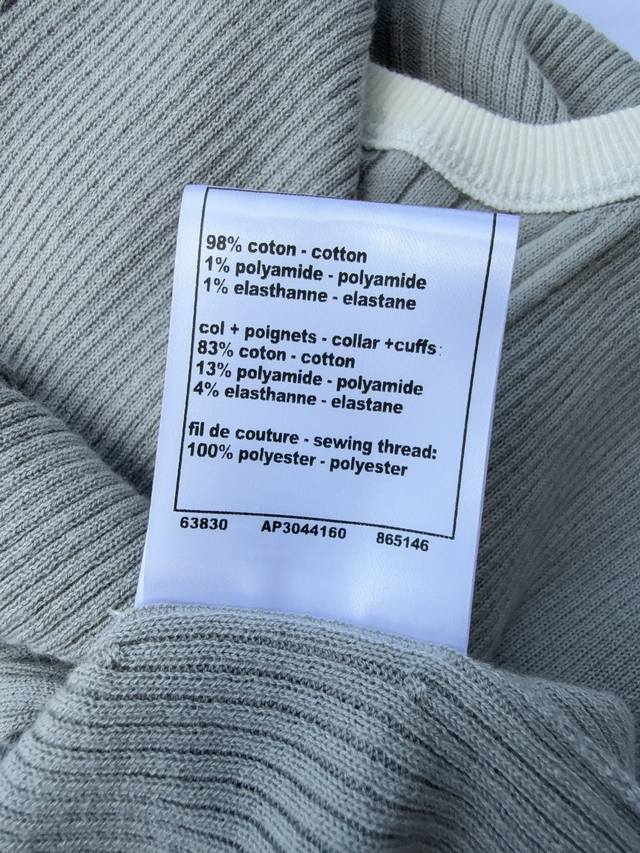 98% coton - cotton
1% polyamide - polyamide
1% elasthanne - elastane
col + poignets - collar +cuffs:
83% coton - cotton
13% polyamide - polyamide
4% elasthanne - elastane
fil de couture - sewing thread:
100% polyester - polyester
63830 AP3044160 865146